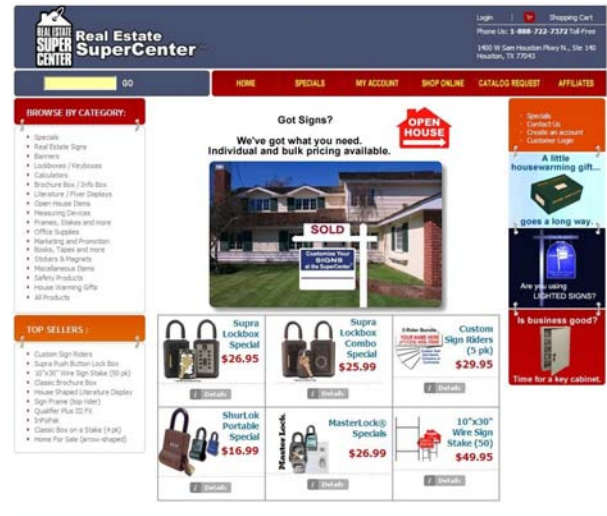 REAL ESTATE
SUPER
CENTER
Real Estate
SuperCenter
Login | Shopping Cart
Phone Us: 1-888-722-7372 Toll-Free
1400 W Sam Houston Pkwy N., Ste 140
Houston, TX 77043
GO
HOME
SPECIALS
MY ACCOUNT
SHOP ONLINE
CATALOG REQUEST
AFFILIATES
BROWSE BY CATEGORY:
Specials
Real Estate Signs
Banners
Lockboxes / Keyboxes
Calculators
Brochure Box / Info Box
Literature / Flyer Displays
Open House Items
Measuring Devices
Frames, Stakes and more
Office Supplies
Marketing and Promotion
Books, Tapes and more
Stickers & Magnets
Miscellaneous Items
Safety Products
House Warming Gifts
All Products
TOP SELLERS :
Custom Sign Riders
Supra Push Button Lock Box
10"x30" Wire Sign Stake (50 pk)
Classic Brochure Box
House Shaped Literature Display
Sign Frame (top rider)
Qualifier Plus III FX
InfoPak
Classic Box on a Stake (4 pk)
Home For Sale (arrow-shaped)
Got Signs?
We've got what you need.
Individual and bulk pricing available.
OPEN
HOUSE
SOLD
Customize Your
SIGNS
at the SuperCenter
Supra
Lockbox
Special
$26.95
Details
Supra
Lockbox
Combo
Special
$25.99
Details
Custom
Sign Riders
(5 pk)
$29.95
Details
ShurLok
Portable
Special
$16.99
Details
Master Lock
MasterLock®
Specials
$26.99
Details
10"x30"
Wire Sign
Stake (50)
$49.95
Details
Specials
Contact Us
Create an account
Customer Login
A little
housewarming gift...
goes a long way.
Are you using
LIGHTED SIGNS?
Is business good?
Time for a key cabinet.